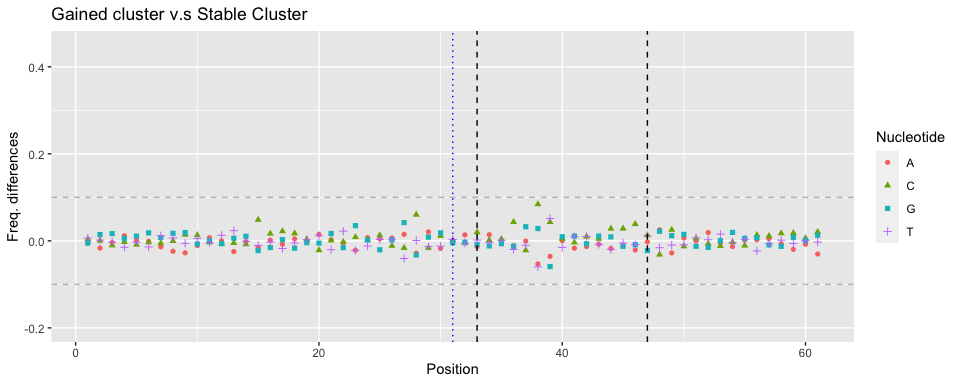 Gained cluster v.s Stable Cluster
Freq. differences
0.4
0.2
0.0
-0.2
0
20
40
60
Position
Nucleotide
A
C
G
T